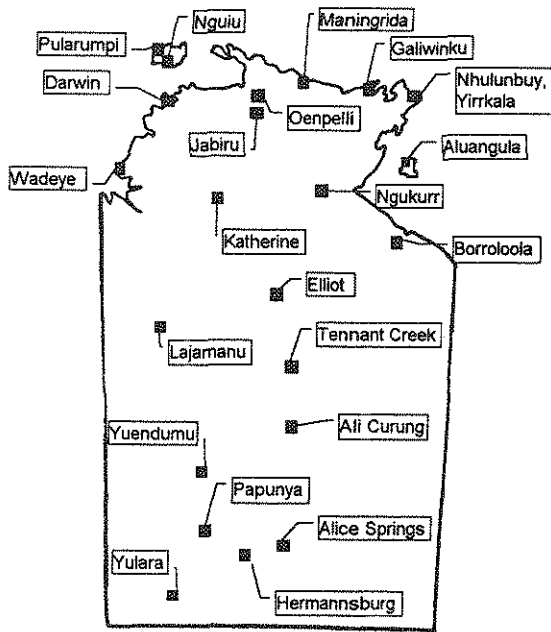 Nguiu
Maningrida
Pularumpi
Galiwinku
Darwin
Nhulunbuy,
Yirrkala
Oenpelli
Jabiru
Aluangula
Wadeye
Ngukurr
Katherine
Borroloola
Elliot
Lajamanu
Tennant Creek
Ali Curung
Yuendumu
Papunya
Alice Springs
Yulara
Hermannsburg